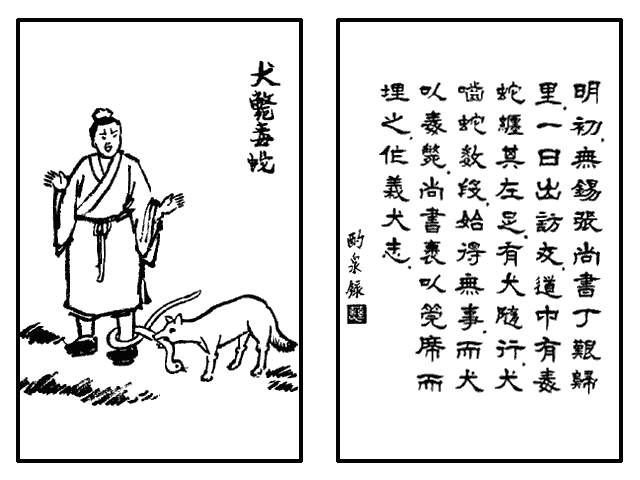 犬斃毒蛇
明初，無錫張尚書丁艱歸
里，一日出訪友，道中有毒
蛇纏其左足，有犬隨行，犬
嚙蛇数段，始得無事，而犬
以毒斃，尚書裹以筦席而
埋之，作義犬志。
酌泉錄